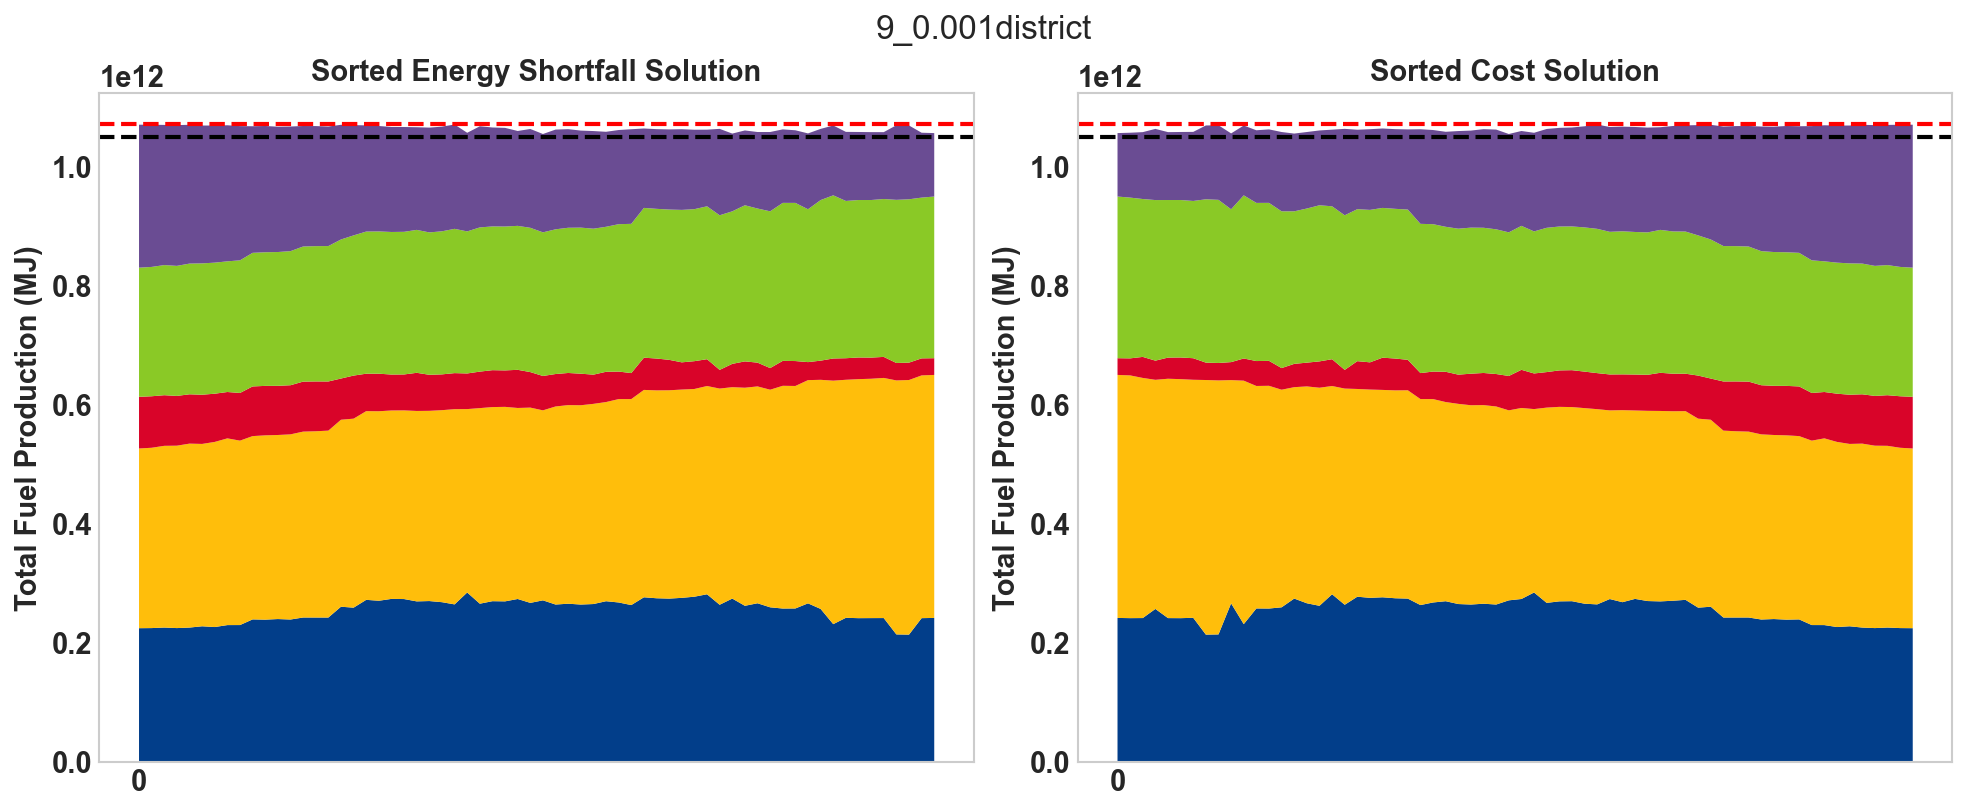 9_0.001district
Sorted Energy Shortfall Solution
1e12
Total Fuel Production (MJ)
1.0
0.8
0.6
0.4
0.2
0.0
0
Sorted Cost Solution
1e12
Total Fuel Production (MJ)
1.0
0.8
0.6
0.4
0.2
0.0
0